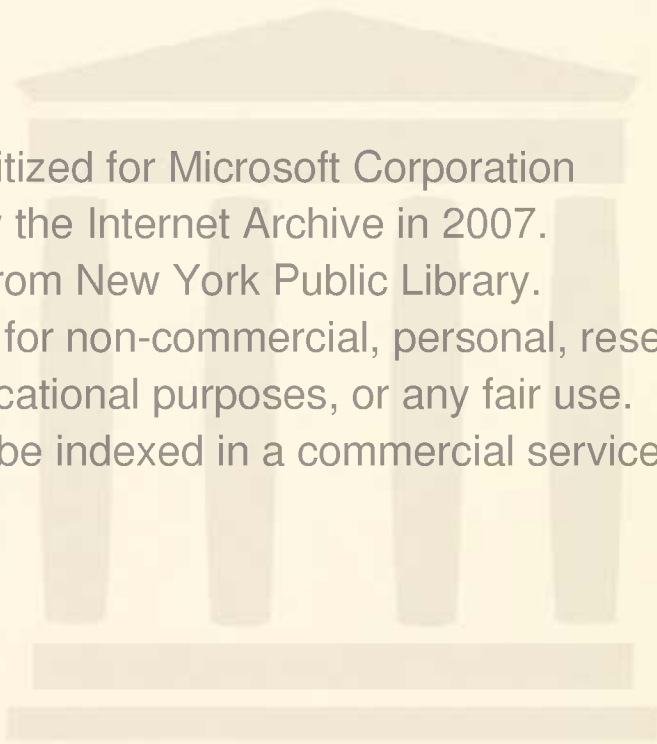 itized for Microsoft Corporation
the Internet Archive in 2007.
rom New York Public Library.
for non-commercial, personal, rese
cational purposes, or any fair use.
be indexed in a commercial service